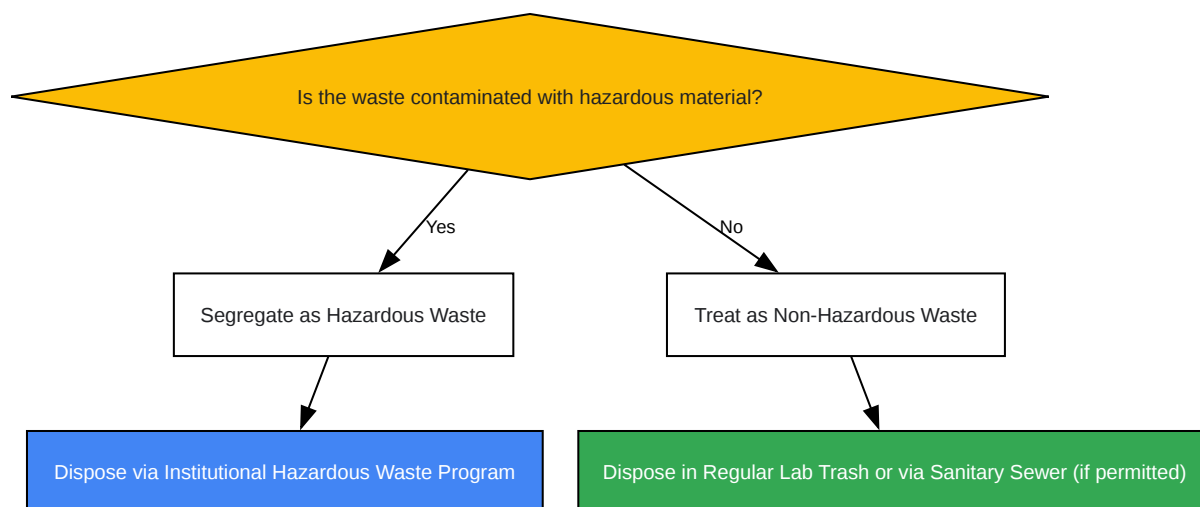 Is the waste contaminated with hazardous material?
Yes
No
Segregate as Hazardous Waste
Treat as Non-Hazardous Waste
Dispose via Institutional Hazardous Waste Program
Dispose in Regular Lab Trash or via Sanitary Sewer (if permitted)